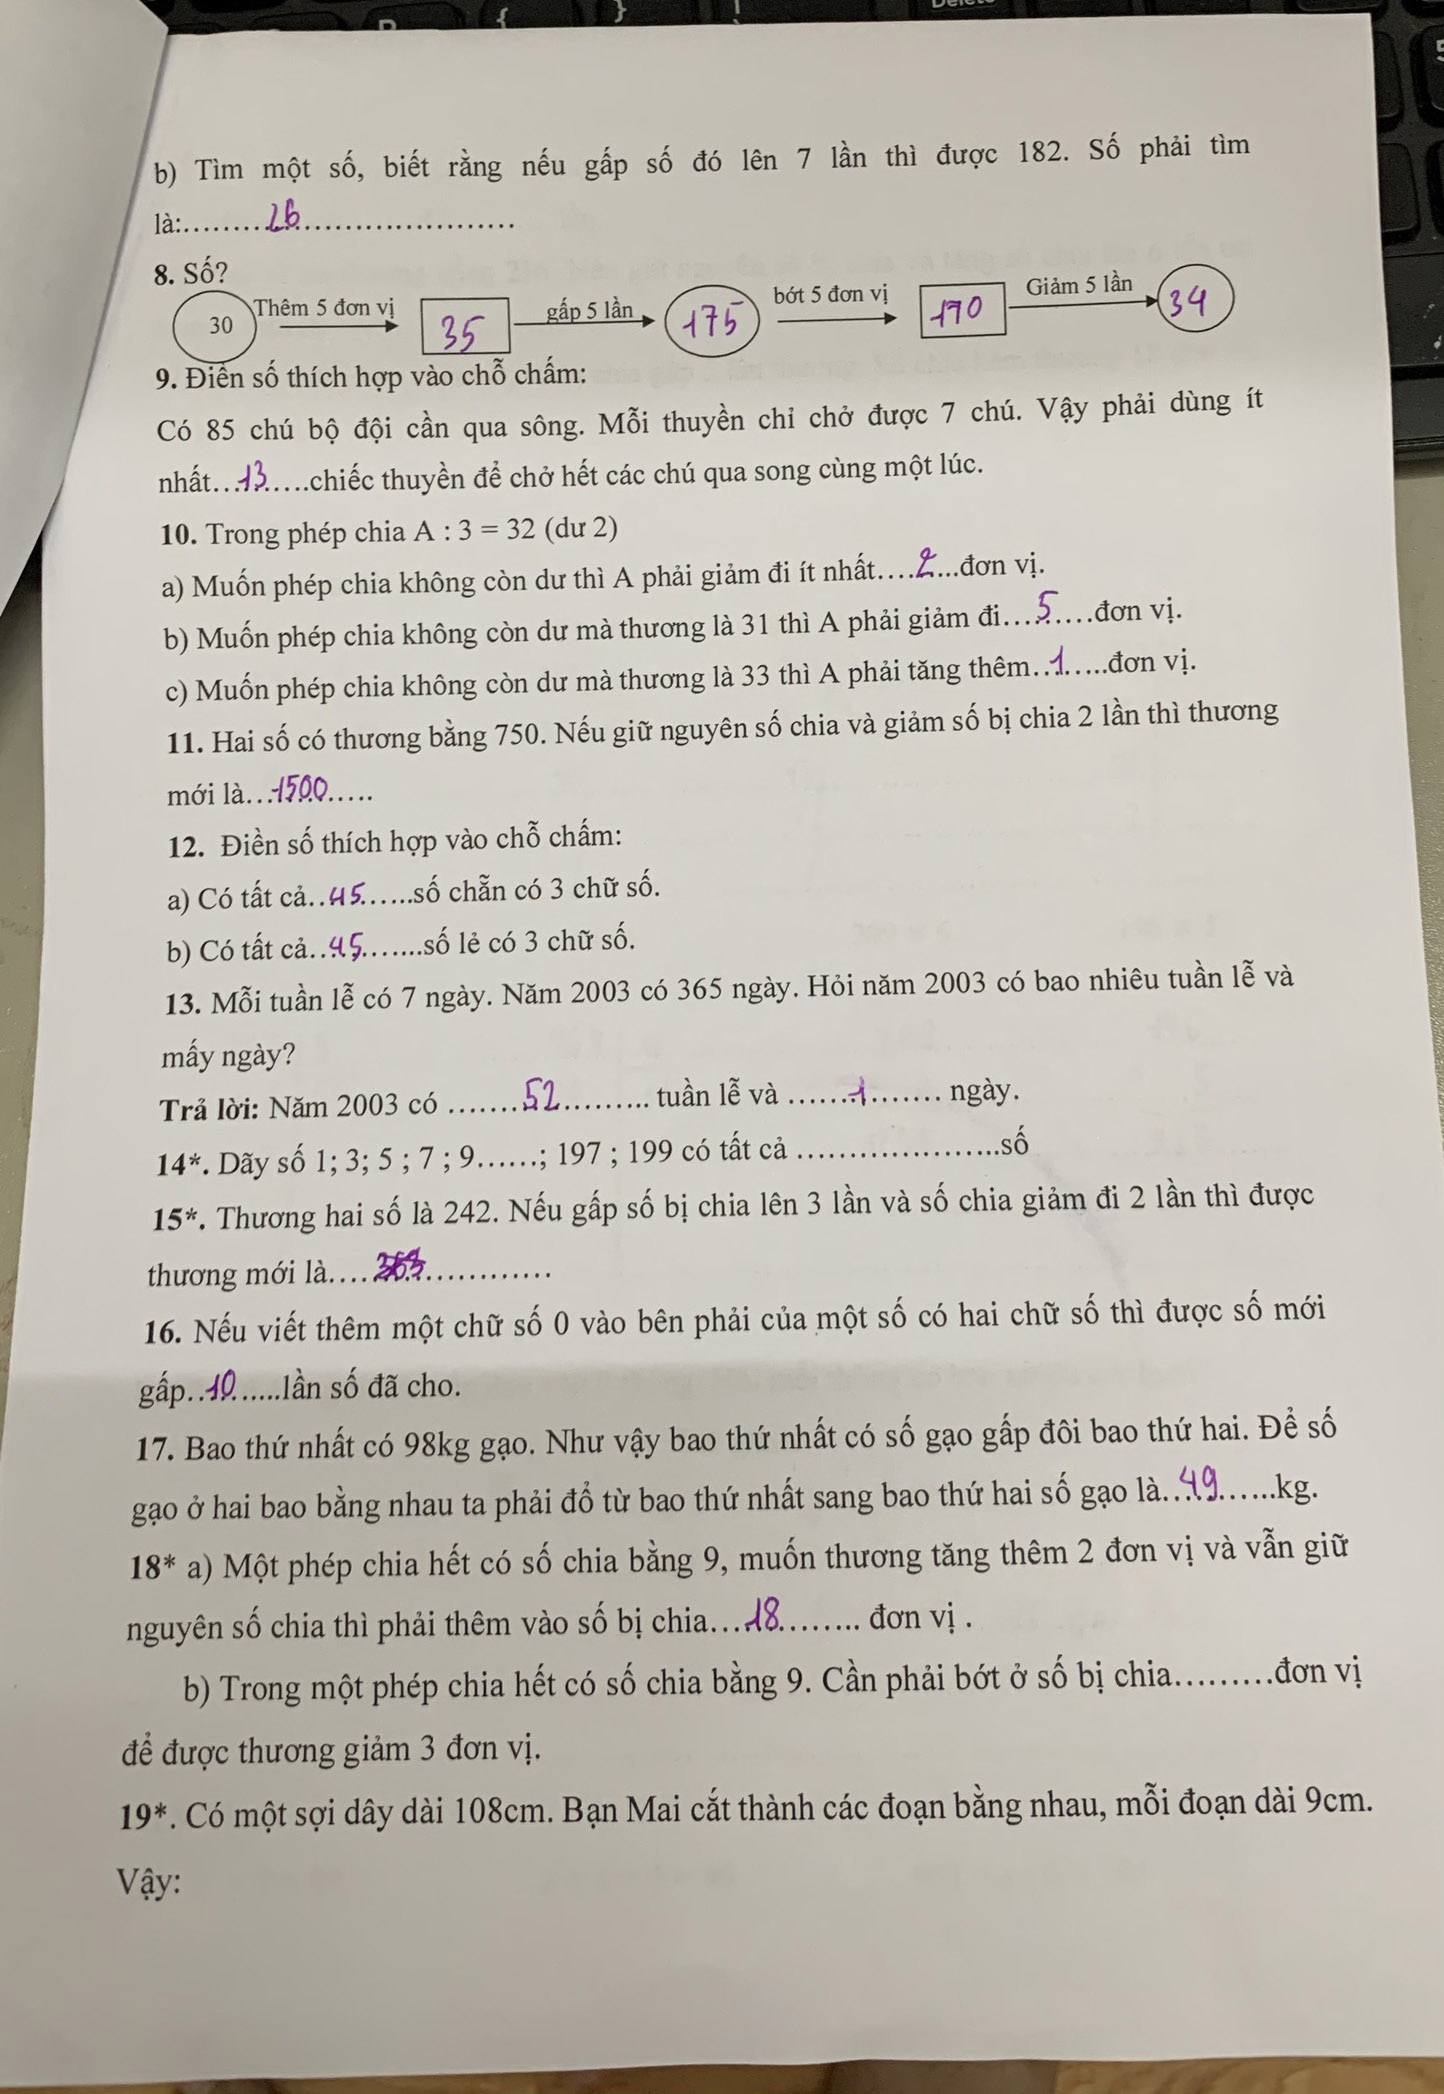 b) Tìm một số, biết rằng nếu gấp số đó lên 7 lần thì được 182. Số phải tìm
là:.........26..............................
8. Số?
30 Thêm 5 đơn vị 35 gấp 5 lần 175 bớt 5 đơn vị 170 Giảm 5 lần 34
9. Điền số thích hợp vào chỗ chấm:
Có 85 chú bộ đội cần qua sông. Mỗi thuyền chỉ chở được 7 chú. Vậy phải dùng ít
nhất...13......chiếc thuyền để chở hết các chú qua song cùng một lúc.
10. Trong phép chia A : 3 = 32 (dư 2)
a) Muốn phép chia không còn dư thì A phải giảm đi ít nhất....2...đơn vị.
b) Muốn phép chia không còn dư mà thương là 31 thì A phải giảm đi....5.....đơn vị.
c) Muốn phép chia không còn dư mà thương là 33 thì A phải tăng thêm..1.....đơn vị.
11. Hai số có thương bằng 750. Nếu giữ nguyên số chia và giảm số bị chia 2 lần thì thương
mới là...1500.....
12. Điền số thích hợp vào chỗ chấm:
a) Có tất cả..45......số chẵn có 3 chữ số.
b) Có tất cả..45.......số lẻ có 3 chữ số.
13. Mỗi tuần lễ có 7 ngày. Năm 2003 có 365 ngày. Hỏi năm 2003 có bao nhiêu tuần lễ và
mấy ngày?
Trả lời: Năm 2003 có .......52.......... tuần lễ và .......1........ ngày.
14*. Dãy số 1; 3; 5 ; 7 ; 9......; 197 ; 199 có tất cả .....................số
15*. Thương hai số là 242. Nếu gấp số bị chia lên 3 lần và số chia giảm đi 2 lần thì được
thương mới là.... 363 .............
16. Nếu viết thêm một chữ số 0 vào bên phải của một số có hai chữ số thì được số mới
gấp..10......lần số đã cho.
17. Bao thứ nhất có 98kg gạo. Như vậy bao thứ nhất có số gạo gấp đôi bao thứ hai. Để số
gạo ở hai bao bằng nhau ta phải đổ từ bao thứ nhất sang bao thứ hai số gạo là..49......kg.
18* a) Một phép chia hết có số chia bằng 9, muốn thương tăng thêm 2 đơn vị và vẫn giữ
nguyên số chia thì phải thêm vào số bị chia....18........ đơn vị .
b) Trong một phép chia hết có số chia bằng 9. Cần phải bớt ở số bị chia..........đơn vị
để được thương giảm 3 đơn vị.
19*. Có một sợi dây dài 108cm. Bạn Mai cắt thành các đoạn bằng nhau, mỗi đoạn dài 9cm.
Vậy: